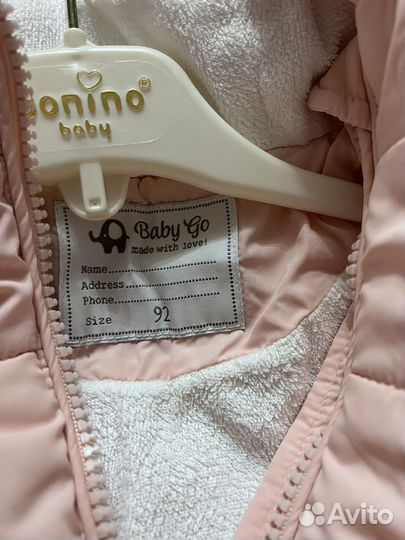 onino®
baby
Baby Go
made with love!
Name
Address
Phone
Size 92
Avito